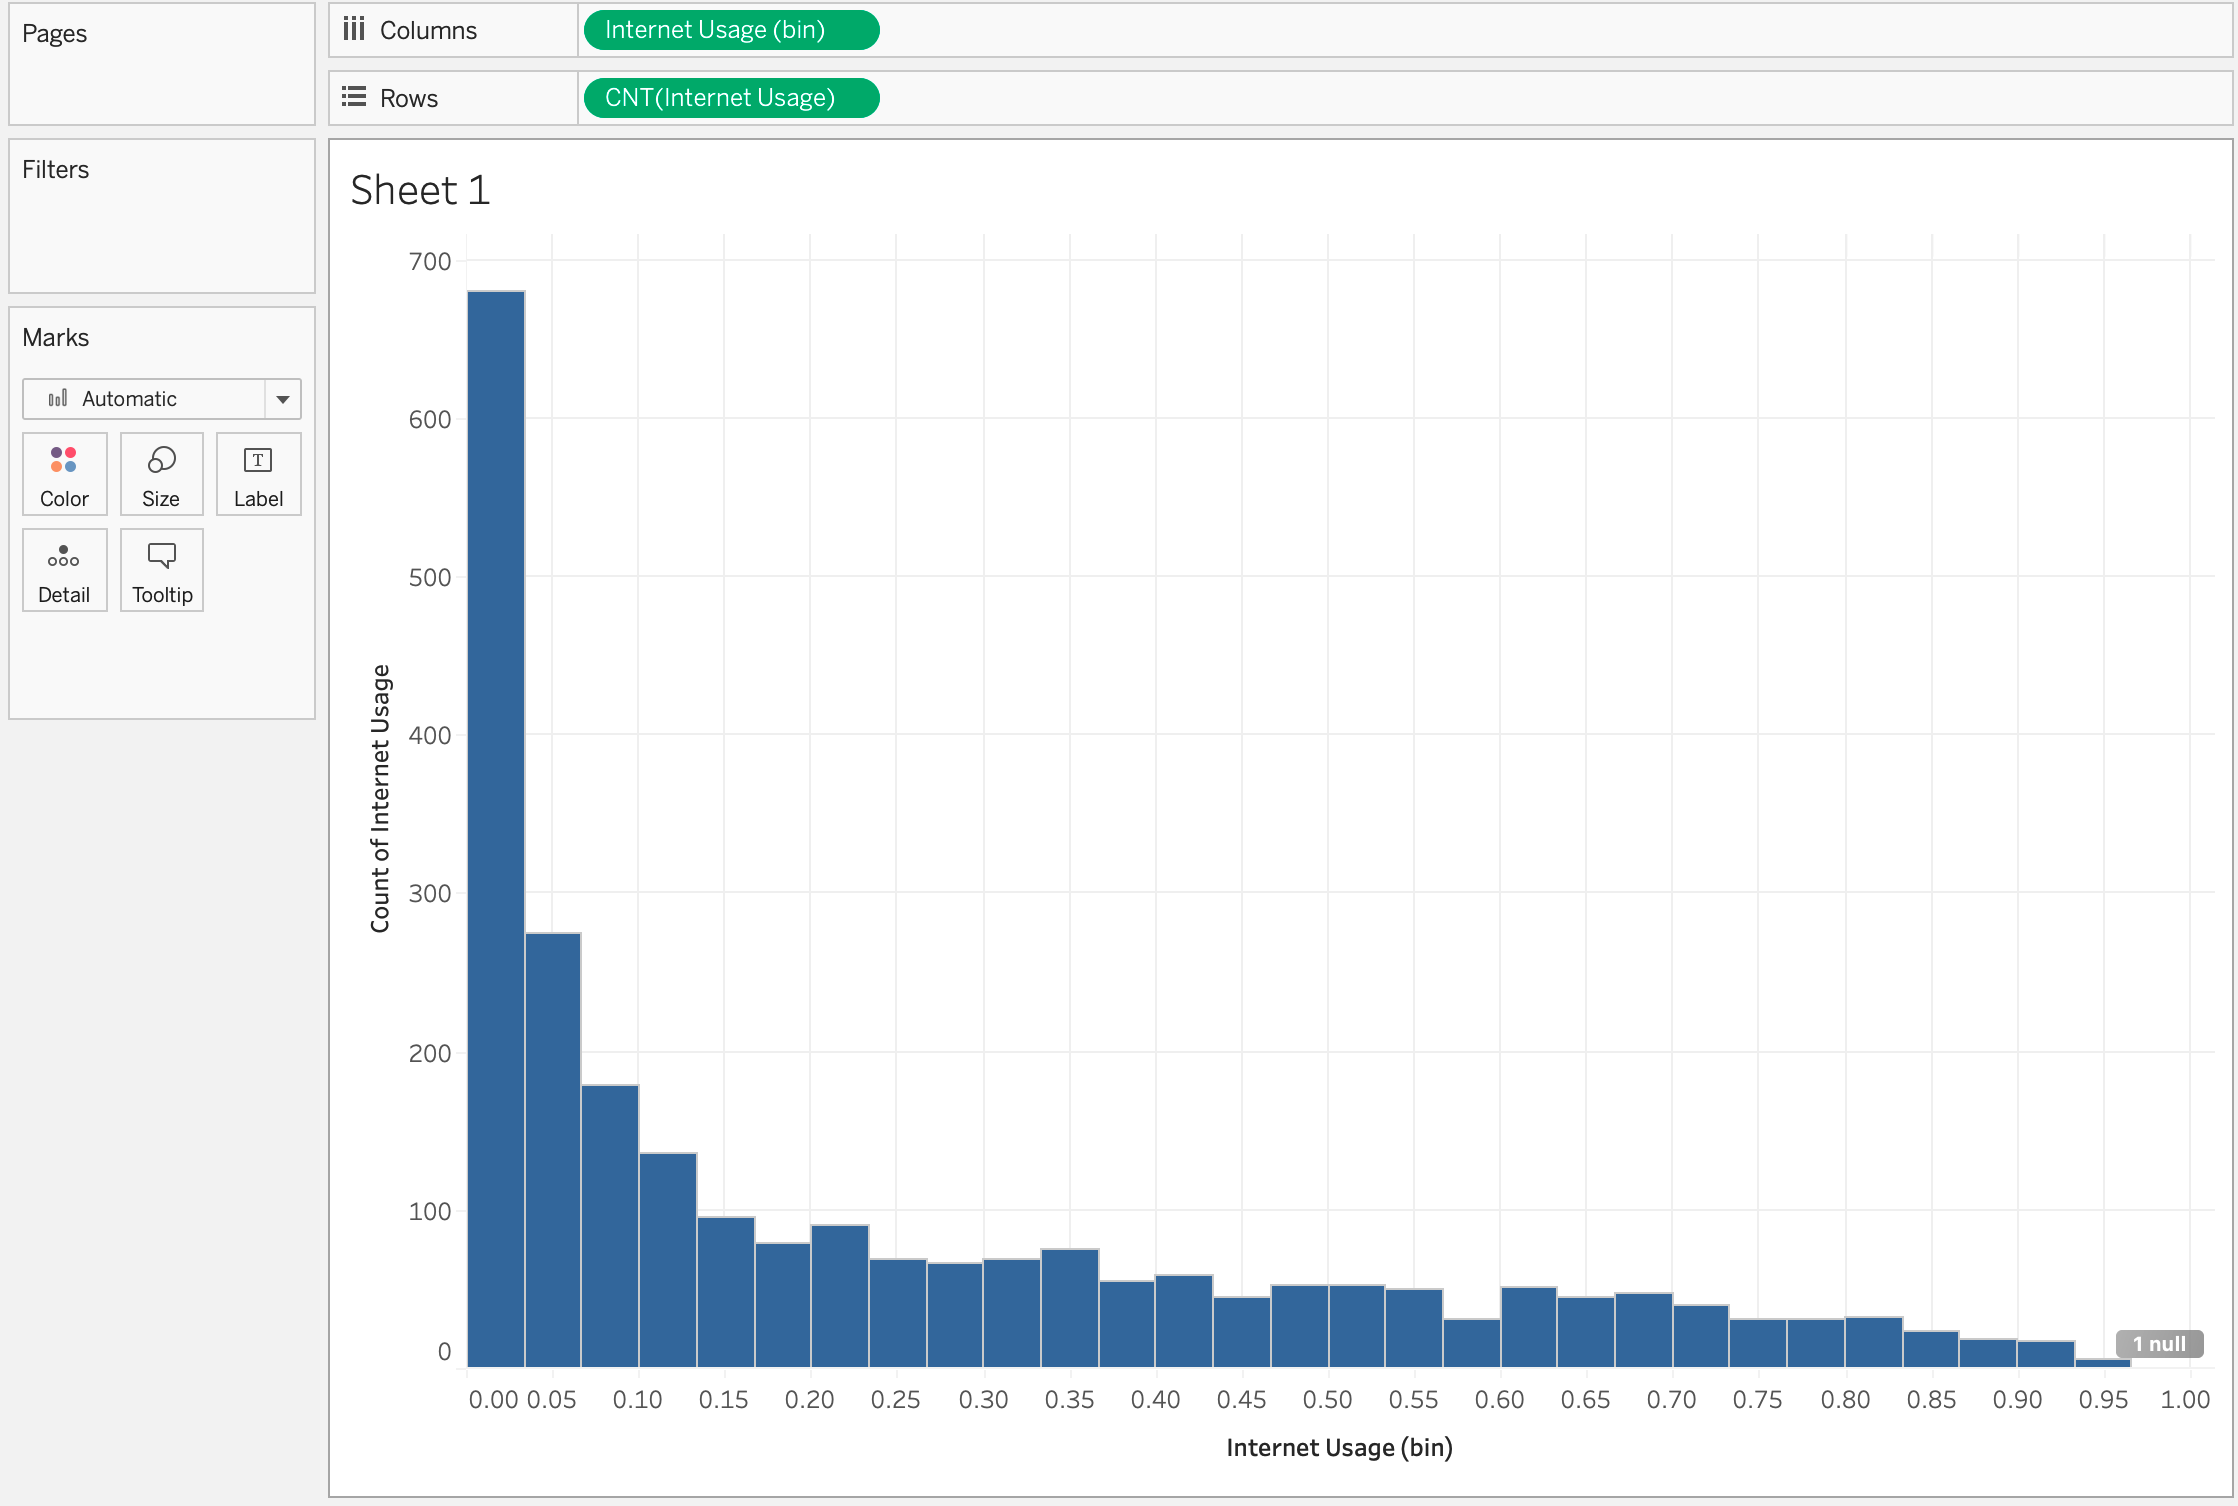 Pages
Columns
Internet Usage (bin)
Rows
CNT(Internet Usage)
Filters
Marks
Automatic
Color
Size
T
Label
Detail
Tooltip
Sheet 1
700
600
500
400
300
200
100
0
Count of Internet Usage
1 null
0.00 0.05 0.10 0.15 0.20 0.25 0.30 0.35 0.40 0.45 0.50 0.55 0.60 0.65 0.70 0.75 0.80 0.85 0.90 0.95 1.00
Internet Usage (bin)